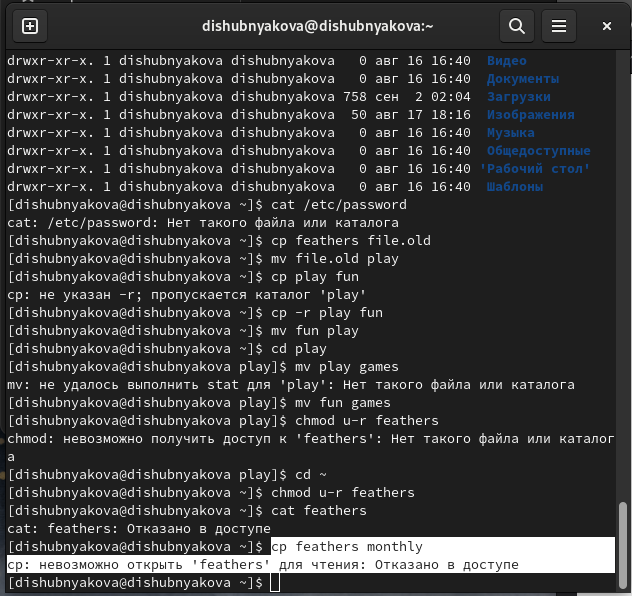 dishubnyakova@dishubnyakova:~
drwxr-xr-x. 1 dishubnyakova dishubnyakova   0 авг 16 16:40  Видео
drwxr-xr-x. 1 dishubnyakova dishubnyakova   0 авг 16 16:40  Документы
drwxr-xr-x. 1 dishubnyakova dishubnyakova 758 сен  2 02:04  Загрузки
drwxr-xr-x. 1 dishubnyakova dishubnyakova  50 авг 17 18:16  Изображения
drwxr-xr-x. 1 dishubnyakova dishubnyakova   0 авг 16 16:40  Музыка
drwxr-xr-x. 1 dishubnyakova dishubnyakova   0 авг 16 16:40  Общедоступные
drwxr-xr-x. 1 dishubnyakova dishubnyakova   0 авг 16 16:40 'Рабочий стол'
drwxr-xr-x. 1 dishubnyakova dishubnyakova   0 авг 16 16:40  Шаблоны
[dishubnyakova@dishubnyakova ~]$ cat /etc/password
cat: /etc/password: Нет такого файла или каталога
[dishubnyakova@dishubnyakova ~]$ cp feathers file.old
[dishubnyakova@dishubnyakova ~]$ mv file.old play
[dishubnyakova@dishubnyakova ~]$ cp play fun
cp: не указан -r; пропускается каталог 'play'
[dishubnyakova@dishubnyakova ~]$ cp -r play fun
[dishubnyakova@dishubnyakova ~]$ mv fun play
[dishubnyakova@dishubnyakova ~]$ cd play
[dishubnyakova@dishubnyakova play]$ mv play games
mv: не удалось выполнить stat для 'play': Нет такого файла или каталога
[dishubnyakova@dishubnyakova play]$ mv fun games
[dishubnyakova@dishubnyakova play]$ chmod u-r feathers
chmod: невозможно получить доступ к 'feathers': Нет такого файла или каталог
а
[dishubnyakova@dishubnyakova play]$ cd ~
[dishubnyakova@dishubnyakova ~]$ chmod u-r feathers
[dishubnyakova@dishubnyakova ~]$ cat feathers
cat: feathers: Отказано в доступе
[dishubnyakova@dishubnyakova ~]$ cp feathers monthly
cp: невозможно открыть 'feathers' для чтения: Отказано в доступе
[dishubnyakova@dishubnyakova ~]$